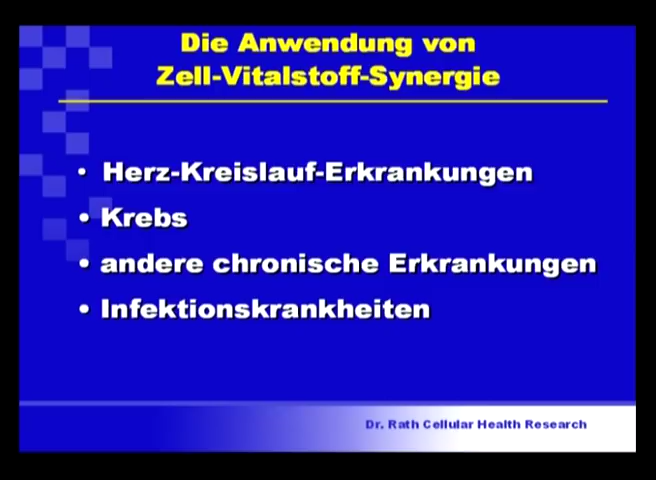 Die Anwendung von
Zell-Vitalstoff-Synergie
• Herz-Kreislauf-Erkrankungen
• Krebs
• andere chronische Erkrankungen
• Infektionskrankheiten
Dr. Rath Cellular Health Research